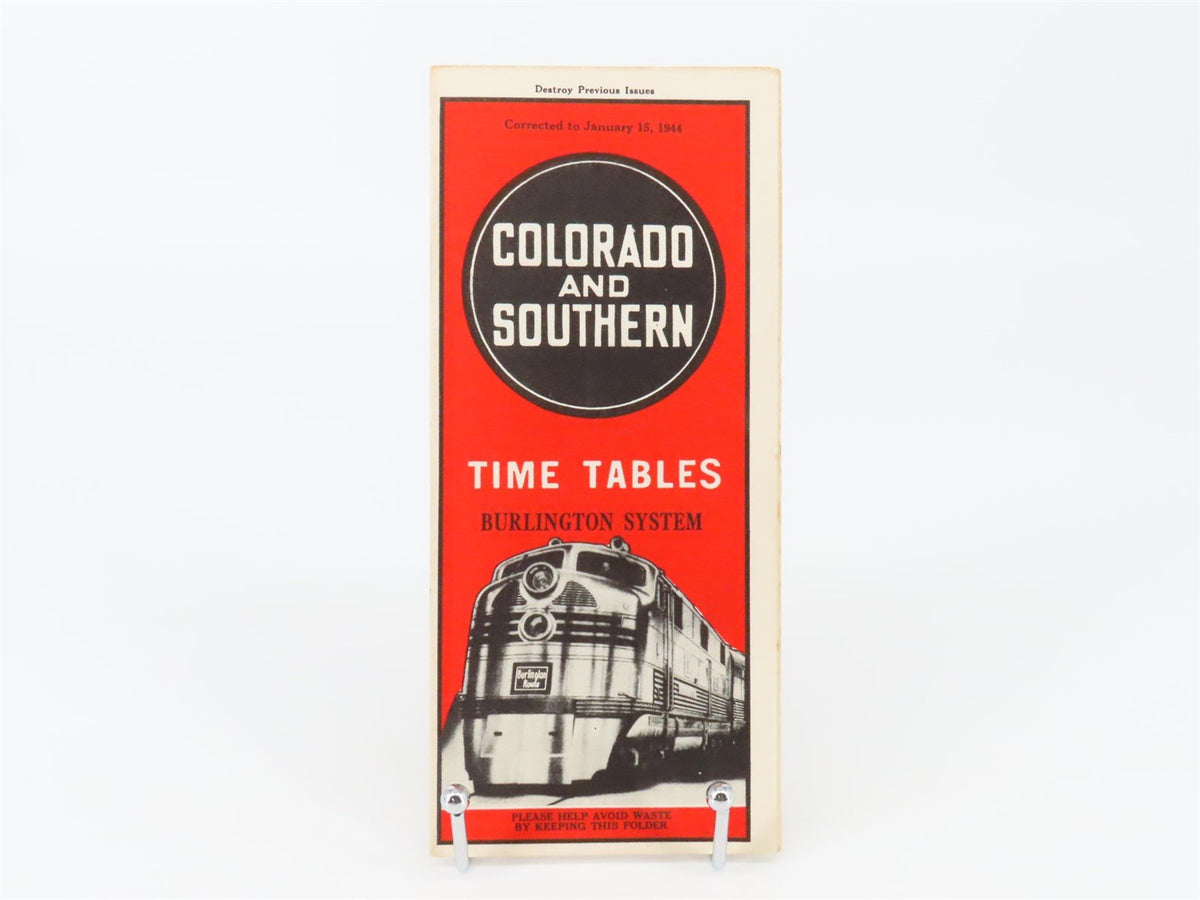 Destroy Previous Issues
Corrected to January 15, 1944
COLORADO
AND
SOUTHERN
TIME TABLES
BURLINGTON SYSTEM
Burlington
Route
PLEASE HELP AVOID WASTE
BY KEEPING THIS FOLDER